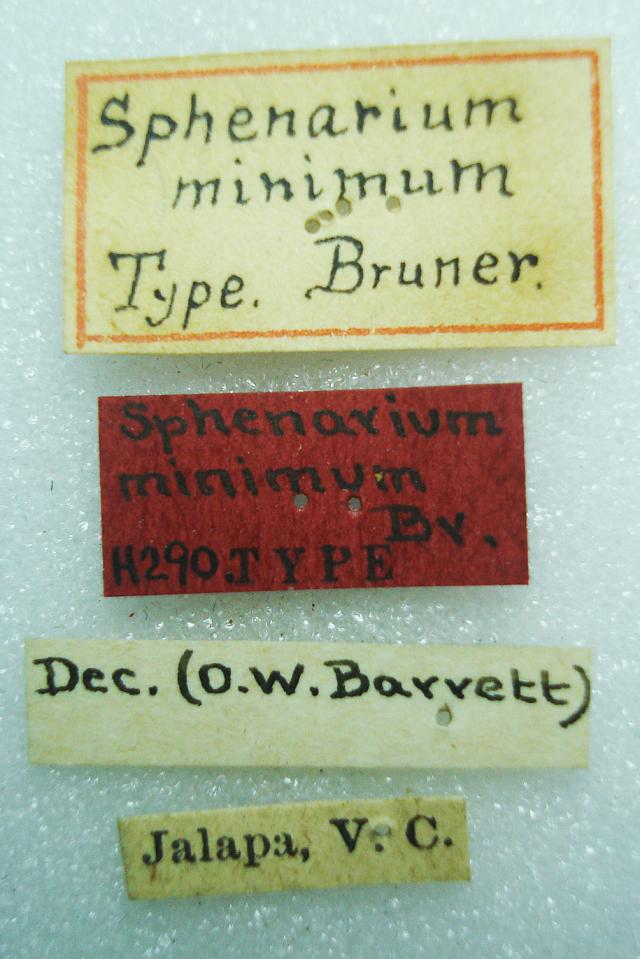 Sphenarium
minimum
Type. Bruner.
Sphenarium
minimum
Br.
H290. TYPE
Dec. (O.W. Barrett)
Jalapa, V. C.